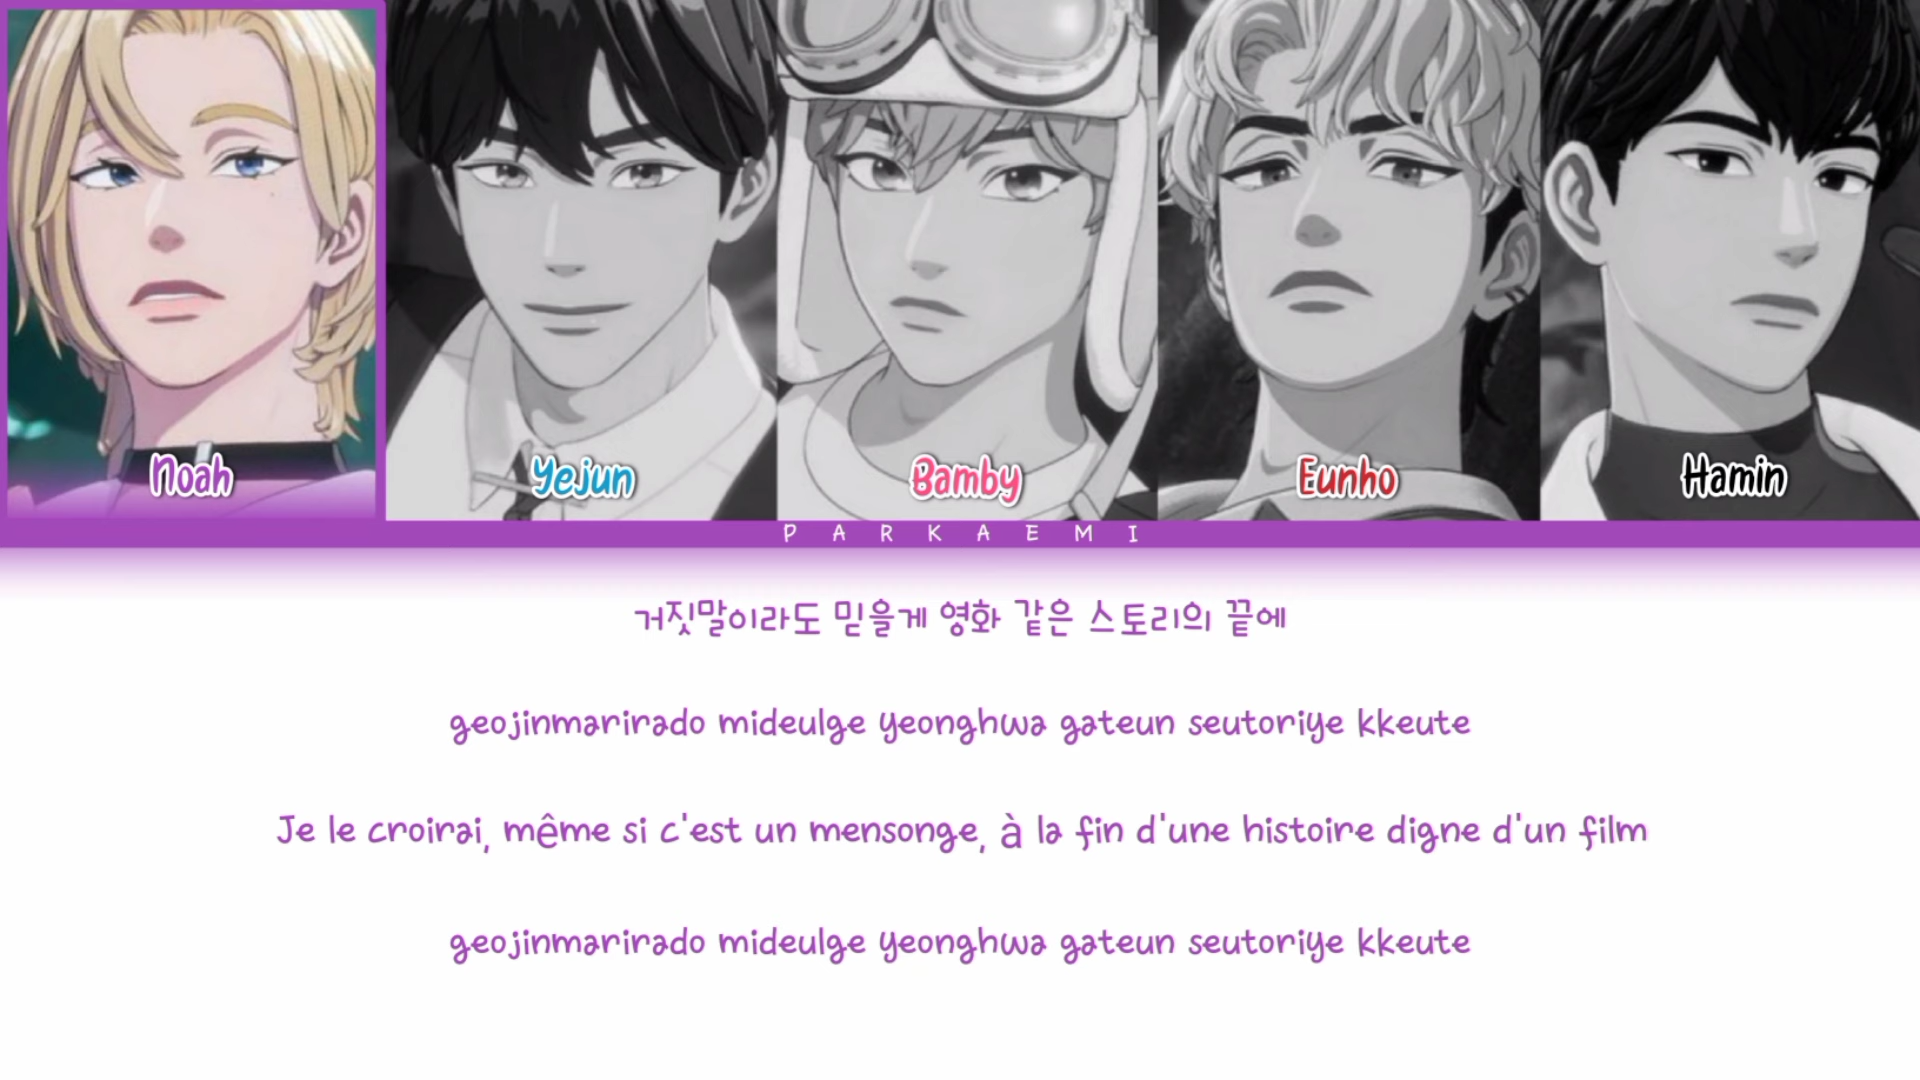 Noah
Yejun
Bamby
Eunho
Hamin
PARKAEMI
거짓말이라도 믿을게 영화 같은 스토리의 끝에
geojinmarirado mideulge yeonghwa gateun seutoriye kkeute
Je le croirai, même si c'est un mensonge, à la fin d'une histoire digne d'un film
geojinmarirado mideulge yeonghwa gateun seutoriye kkeute